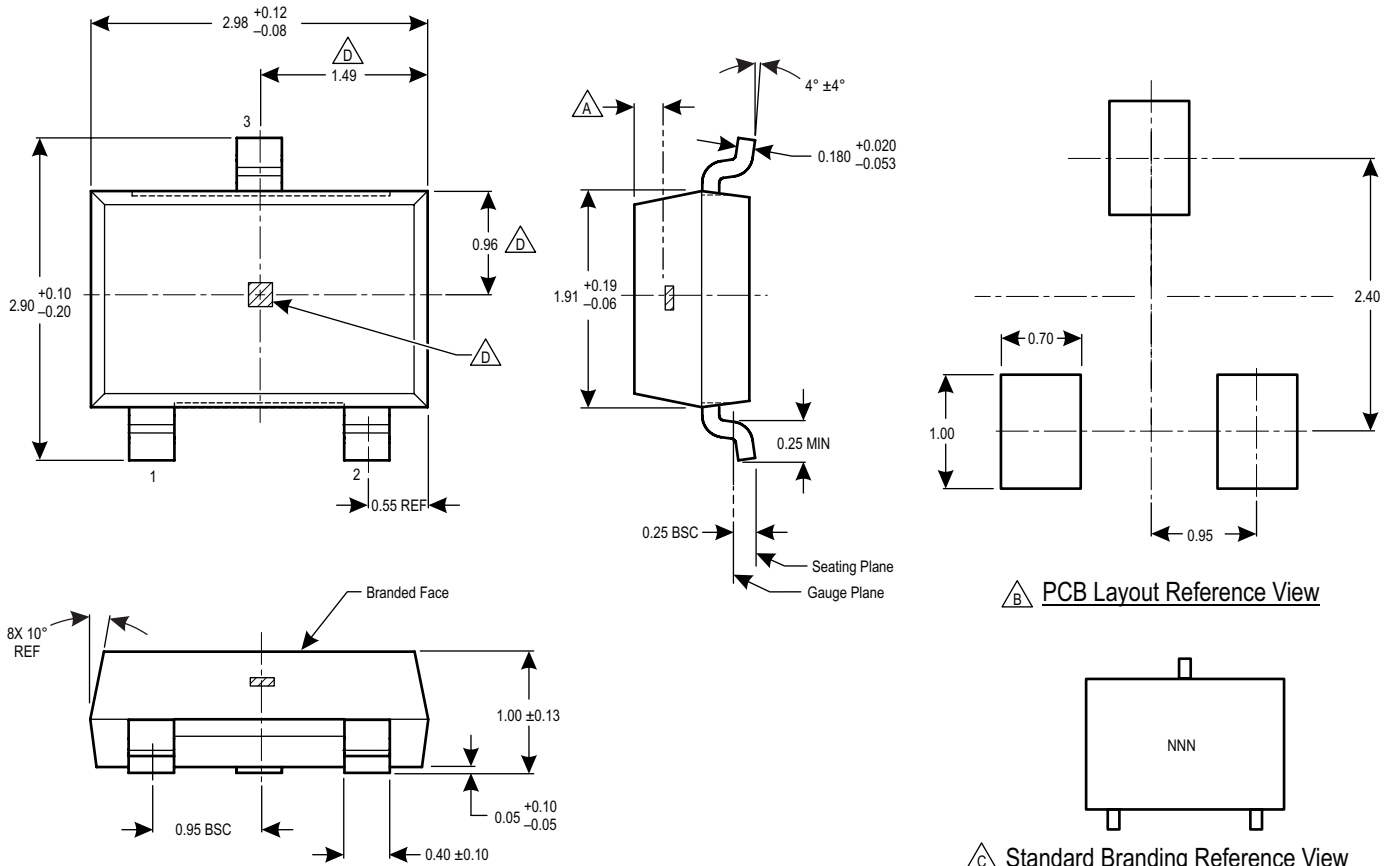 2.98 +0.12
–0.08
D
1.49
3
0.96 D
2.90 +0.10
–0.20
D
1
2
0.55 REF
A
4° ±4°
0.180 +0.020
–0.053
1.91 +0.19
–0.06
0.25 MIN
0.25 BSC
Seating Plane
Gauge Plane
2.40
0.70
1.00
0.95
B PCB Layout Reference View
8X 10°
REF
Branded Face
1.00 ±0.13
0.05 +0.10
–0.05
0.95 BSC
0.40 ±0.10
NNN
C Standard Branding Reference View